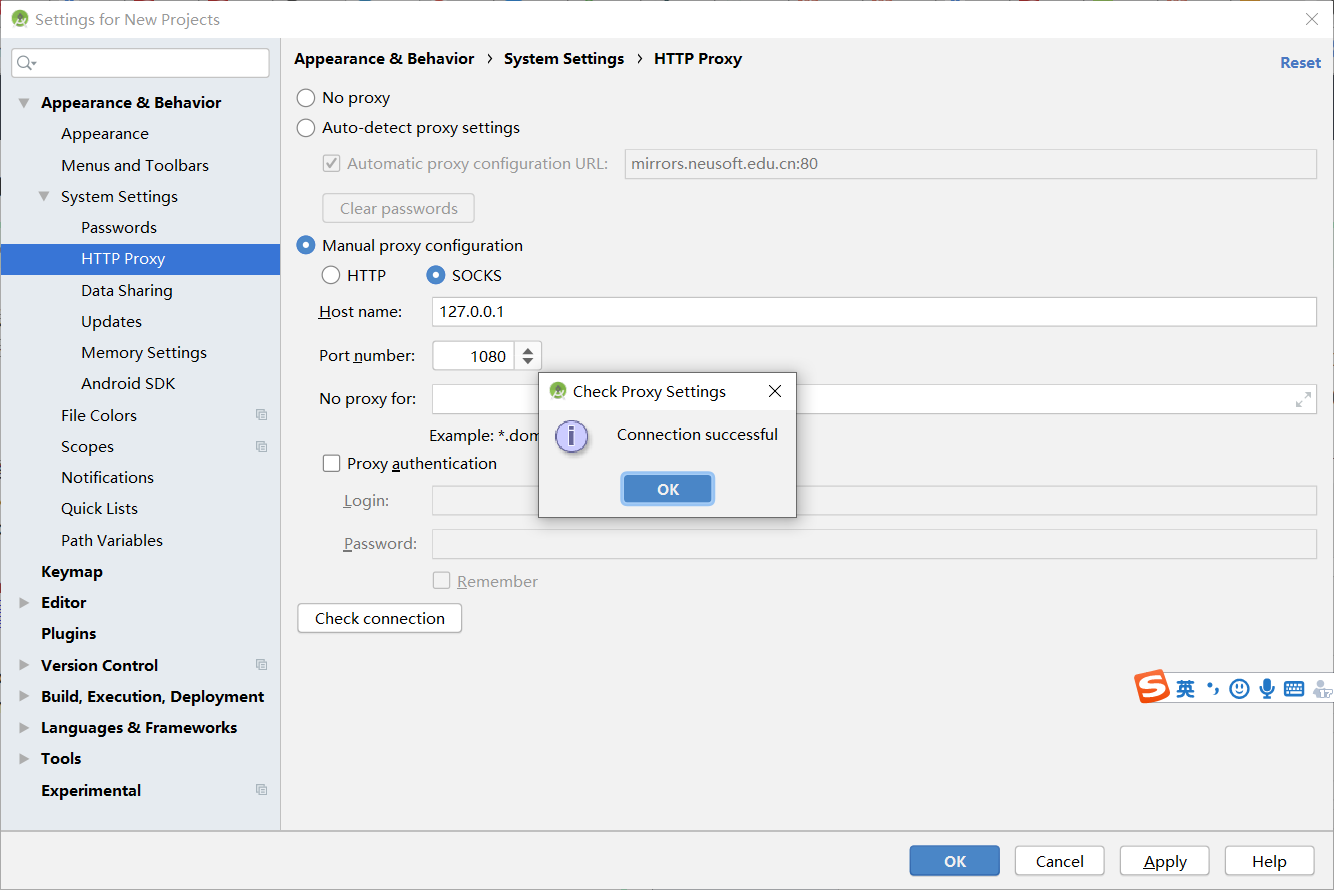 Settings for New Projects
Appearance & Behavior › System Settings › HTTP Proxy
Reset
Appearance & Behavior
Appearance
Menus and Toolbars
System Settings
Passwords
HTTP Proxy
Data Sharing
Updates
Memory Settings
Android SDK
File Colors
Scopes
Notifications
Quick Lists
Path Variables
Keymap
Editor
Plugins
Version Control
Build, Execution, Deployment
Languages & Frameworks
Tools
Experimental
No proxy
Auto-detect proxy settings
Automatic proxy configuration URL: mirrors.neusoft.edu.cn:80
Clear passwords
Manual proxy configuration
HTTP SOCKS
Host name: 127.0.0.1
Port number: 1080
No proxy for:
Example: *.dom
Proxy authentication
Login:
Password:
Remember
Check connection
Check Proxy Settings
Connection successful
OK
S 英
17
OK Cancel Apply Help